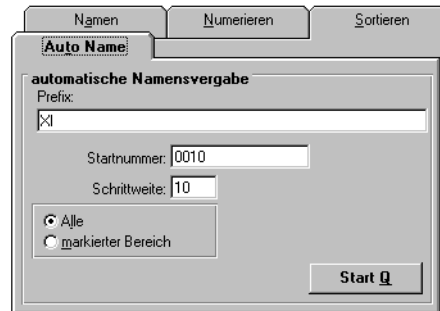 Namen Numerieren Sortieren
Auto Name
automatische Namensvergabe
Prefix:
XI
Startnummer: 0010
Schrittweite: 10
Alle
markierter Bereich
Start Q